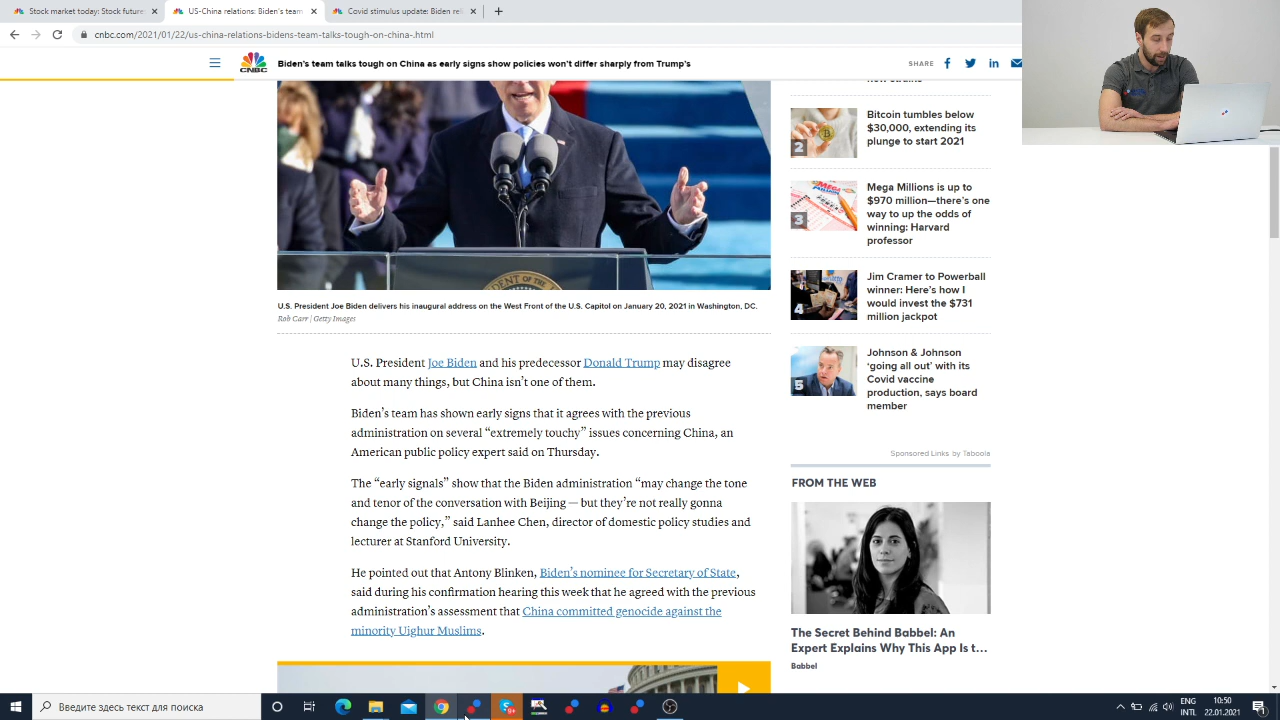 CNBC.com - Stock futures today: Stock future
US-China relations: Biden's team
Covid stimulus update: Biden rel
cnbc.com/2021/01/22/us-china-relations-bidens-team-talks-tough-on-china-.html
CNBC
Biden's team talks tough on China as early signs show policies won't differ sharply from Trump's
SHARE
U.S. President Joe Biden delivers his inaugural address on the West Front of the U.S. Capitol on January 20, 2021 in Washington, DC.
Rob Carr | Getty Images
U.S. President Joe Biden and his predecessor Donald Trump may disagree
about many things, but China isn't one of them.
Biden's team has shown early signs that it agrees with the previous
administration on several “extremely touchy” issues concerning China, an
American public policy expert said on Thursday.
The “early signals” show that the Biden administration “may change the tone
and tenor of the conversation with Beijing — but they're not really gonna
change the policy,” said Lanhee Chen, director of domestic policy studies and
lecturer at Stanford University.
He pointed out that Antony Blinken, Biden's nominee for Secretary of State,
said during his confirmation hearing this week that he agreed with the previous
administration's assessment that China committed genocide against the
minority Uighur Muslims.
2
Bitcoin tumbles below
$30,000, extending its
plunge to start 2021
3
Mega Millions is up to
$970 million—there's one
way to up the odds of
winning: Harvard
professor
4
Jim Cramer to Powerball
winner: Here's how I
would invest the $731
million jackpot
5
Johnson & Johnson
‘going all out’ with its
Covid vaccine
production, says board
member
Sponsored Links by Taboola
FROM THE WEB
The Secret Behind Babbel: An
Expert Explains Why This App Is t...
Babbel
Введите здесь текст для поиска
ENG
INTL
10:50
22.01.2021